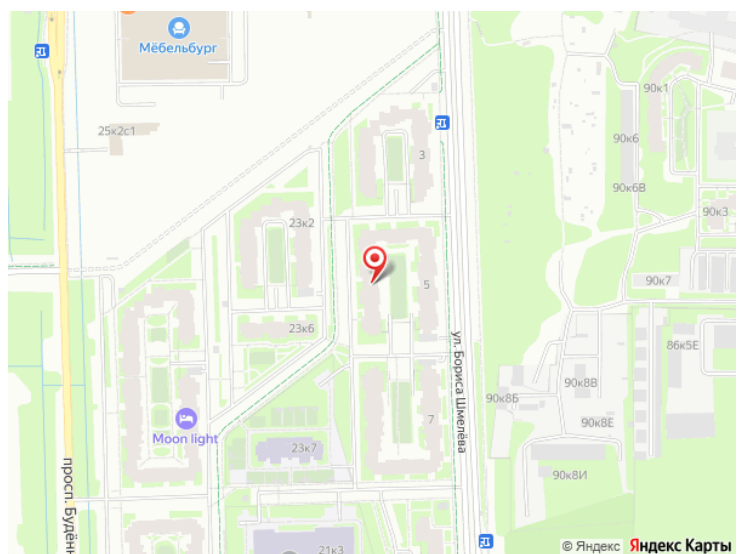 Мёбельбург
90к1
25к2с1
3
90к6
90к6В
23к2
90к3
5
90к7
23к6
ул. Бориса Шмелёва
86к5Е
90к8В
90к8Б
7
90к8Е
Moon light
23к7
90к8И
просп. Будённ
21к3
© Яндекс Яндекс Карты